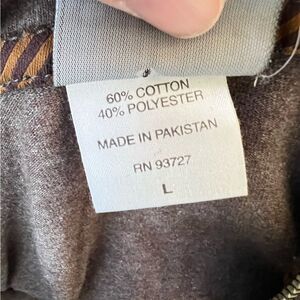 60% COTTON
40% POLYESTER
MADE IN PAKISTAN
RN 93727
L